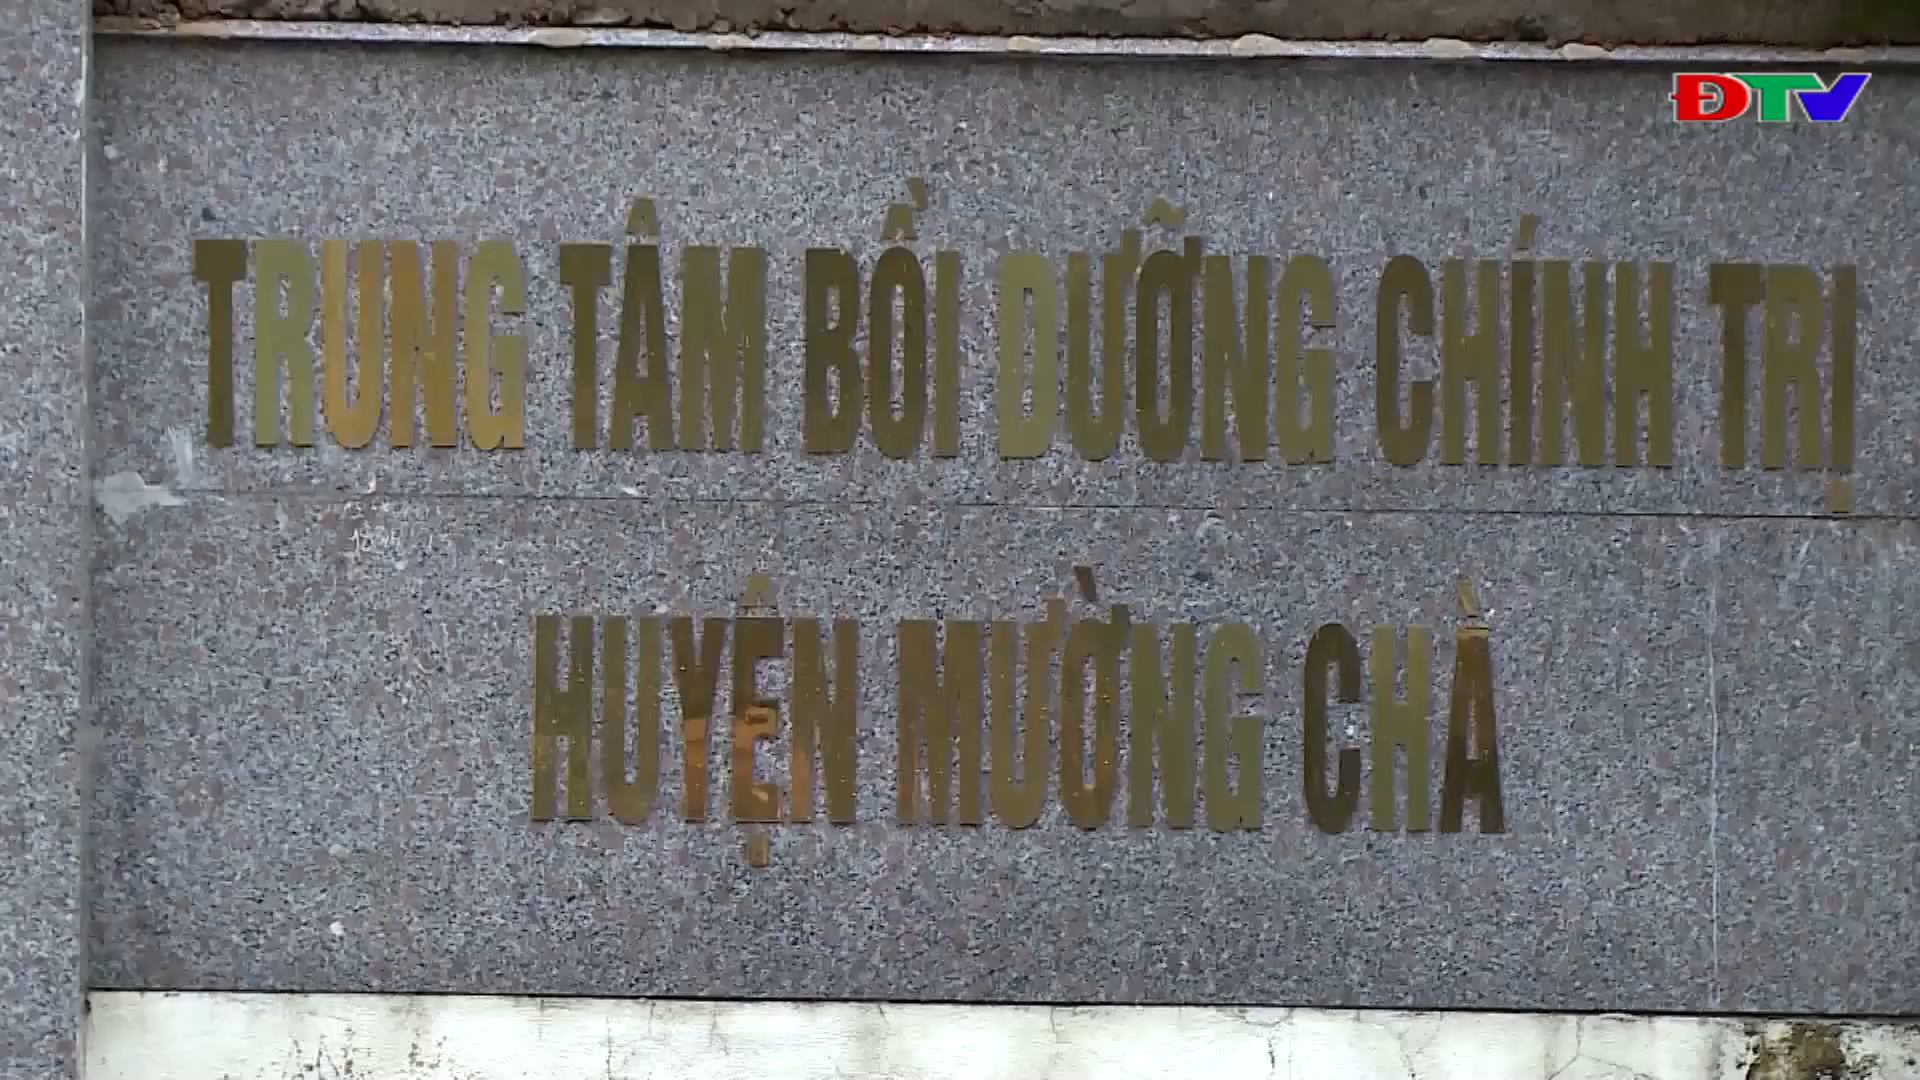 ĐTV
TRUNG TÂM BỒI DƯỠNG CHÍNH TRỊ
HUYỆN MƯỜNG CHÀ